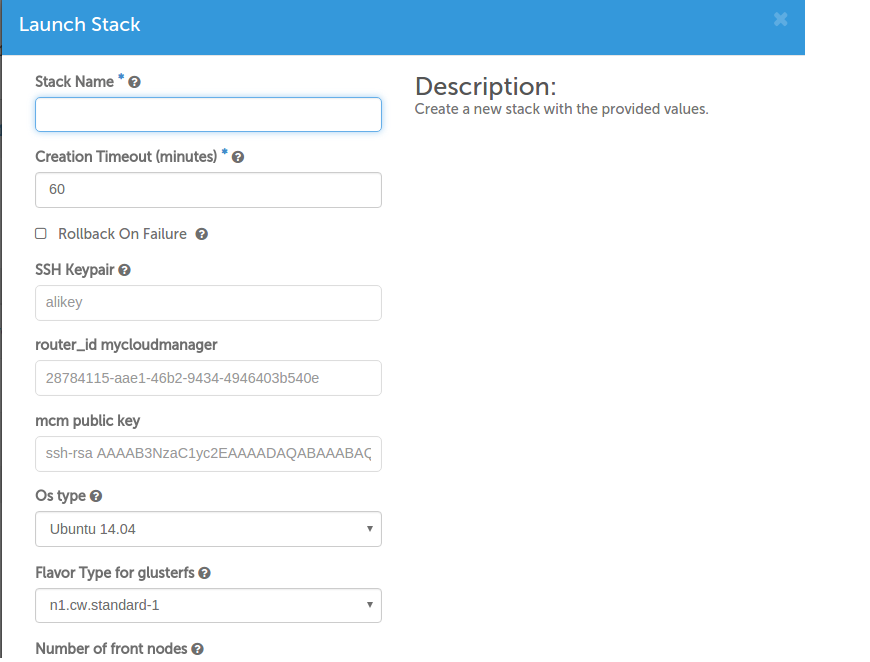 Launch Stack
Stack Name *
Description:
Create a new stack with the provided values.
Creation Timeout (minutes) *
60
Rollback On Failure
SSH Keypair
alikey
router_id mycloudmanager
28784115-aae1-46b2-9434-4946403b540e
mcm public key
ssh-rsa AAAAB3NzaC1yc2EAAAADAQABAAABAQ
Os type
Ubuntu 14.04
Flavor Type for glusterfs
n1.cw.standard-1
Number of front nodes